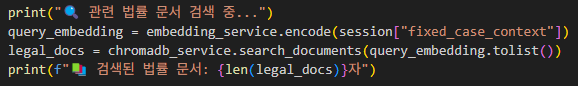 print("🔍 관련 법률 문서 검색 중...")
query_embedding = embedding_service.encode(session["fixed_case_context"])
legal_docs = chromadb_service.search_documents(query_embedding.tolist())
print(f"📚 검색된 법률 문서: {len(legal_docs)}자")